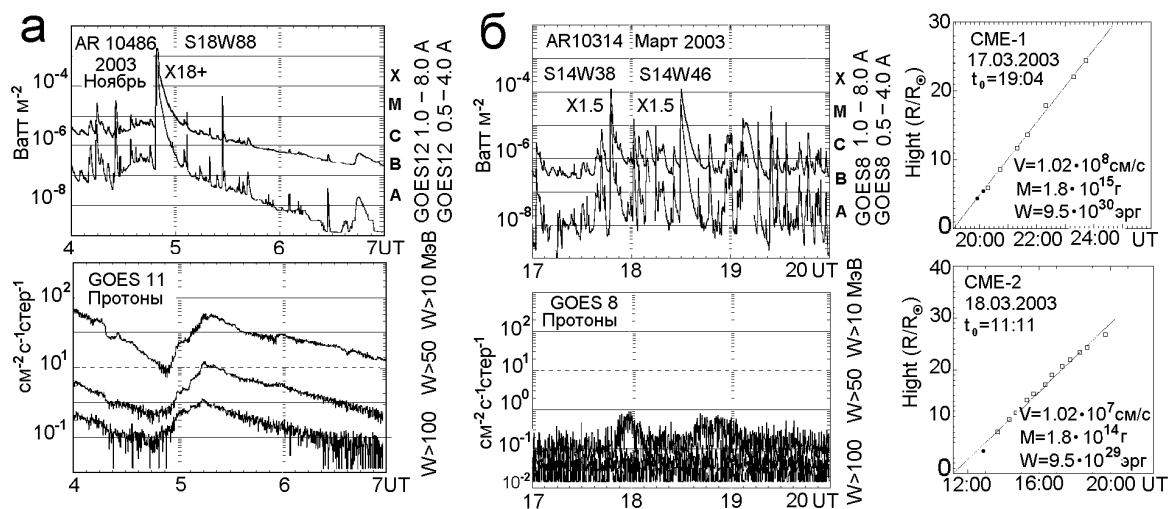 а
AR 10486
2003
Ноябрь
S18W88
X18+
10⁻⁴
10⁻⁶
10⁻⁸
Ватт м⁻²
X
M
C
B
A
GOES12 1.0 – 8.0 A
GOES12 0.5–4.0 A
4
5
6
7UT
GOES 11
Протоны
10²
10¹
10⁻¹
см⁻²с⁻¹стер⁻¹
W>100 W>50 W>10 МэВ
4
5
6
7UT
б
AR10314
Март 2003
S14W38
S14W46
X1.5
X1.5
10⁻⁴
10⁻⁶
10⁻⁸
Ватт м⁻²
X
M
C
B
A
GOES8 1.0 – 8.0 A
GOES8 0.5–4.0 A
17
18
19
20 UT
GOES 8
Протоны
10²
10¹
10⁰
10⁻¹
10⁻²
см⁻²с⁻¹стер⁻¹
W>100 W>50 W>10 МэВ
17
18
19
20 UT
CME-1
17.03.2003
t₀=19:04
V=1.02•10⁸см/с
M=1.8•10¹⁵г
W=9.5•10³⁰эрг
Hight (R/R☉)
30
20
10
0
20:00
22:00
24:00
UT
CME-2
18.03.2003
t₀=11:11
V=1.02•10⁷см/с
M=1.8•10¹⁴г
W=9.5•10²⁹эрг
Hight (R/R☉)
40
30
20
10
0
12:00
16:00
20:00
UT